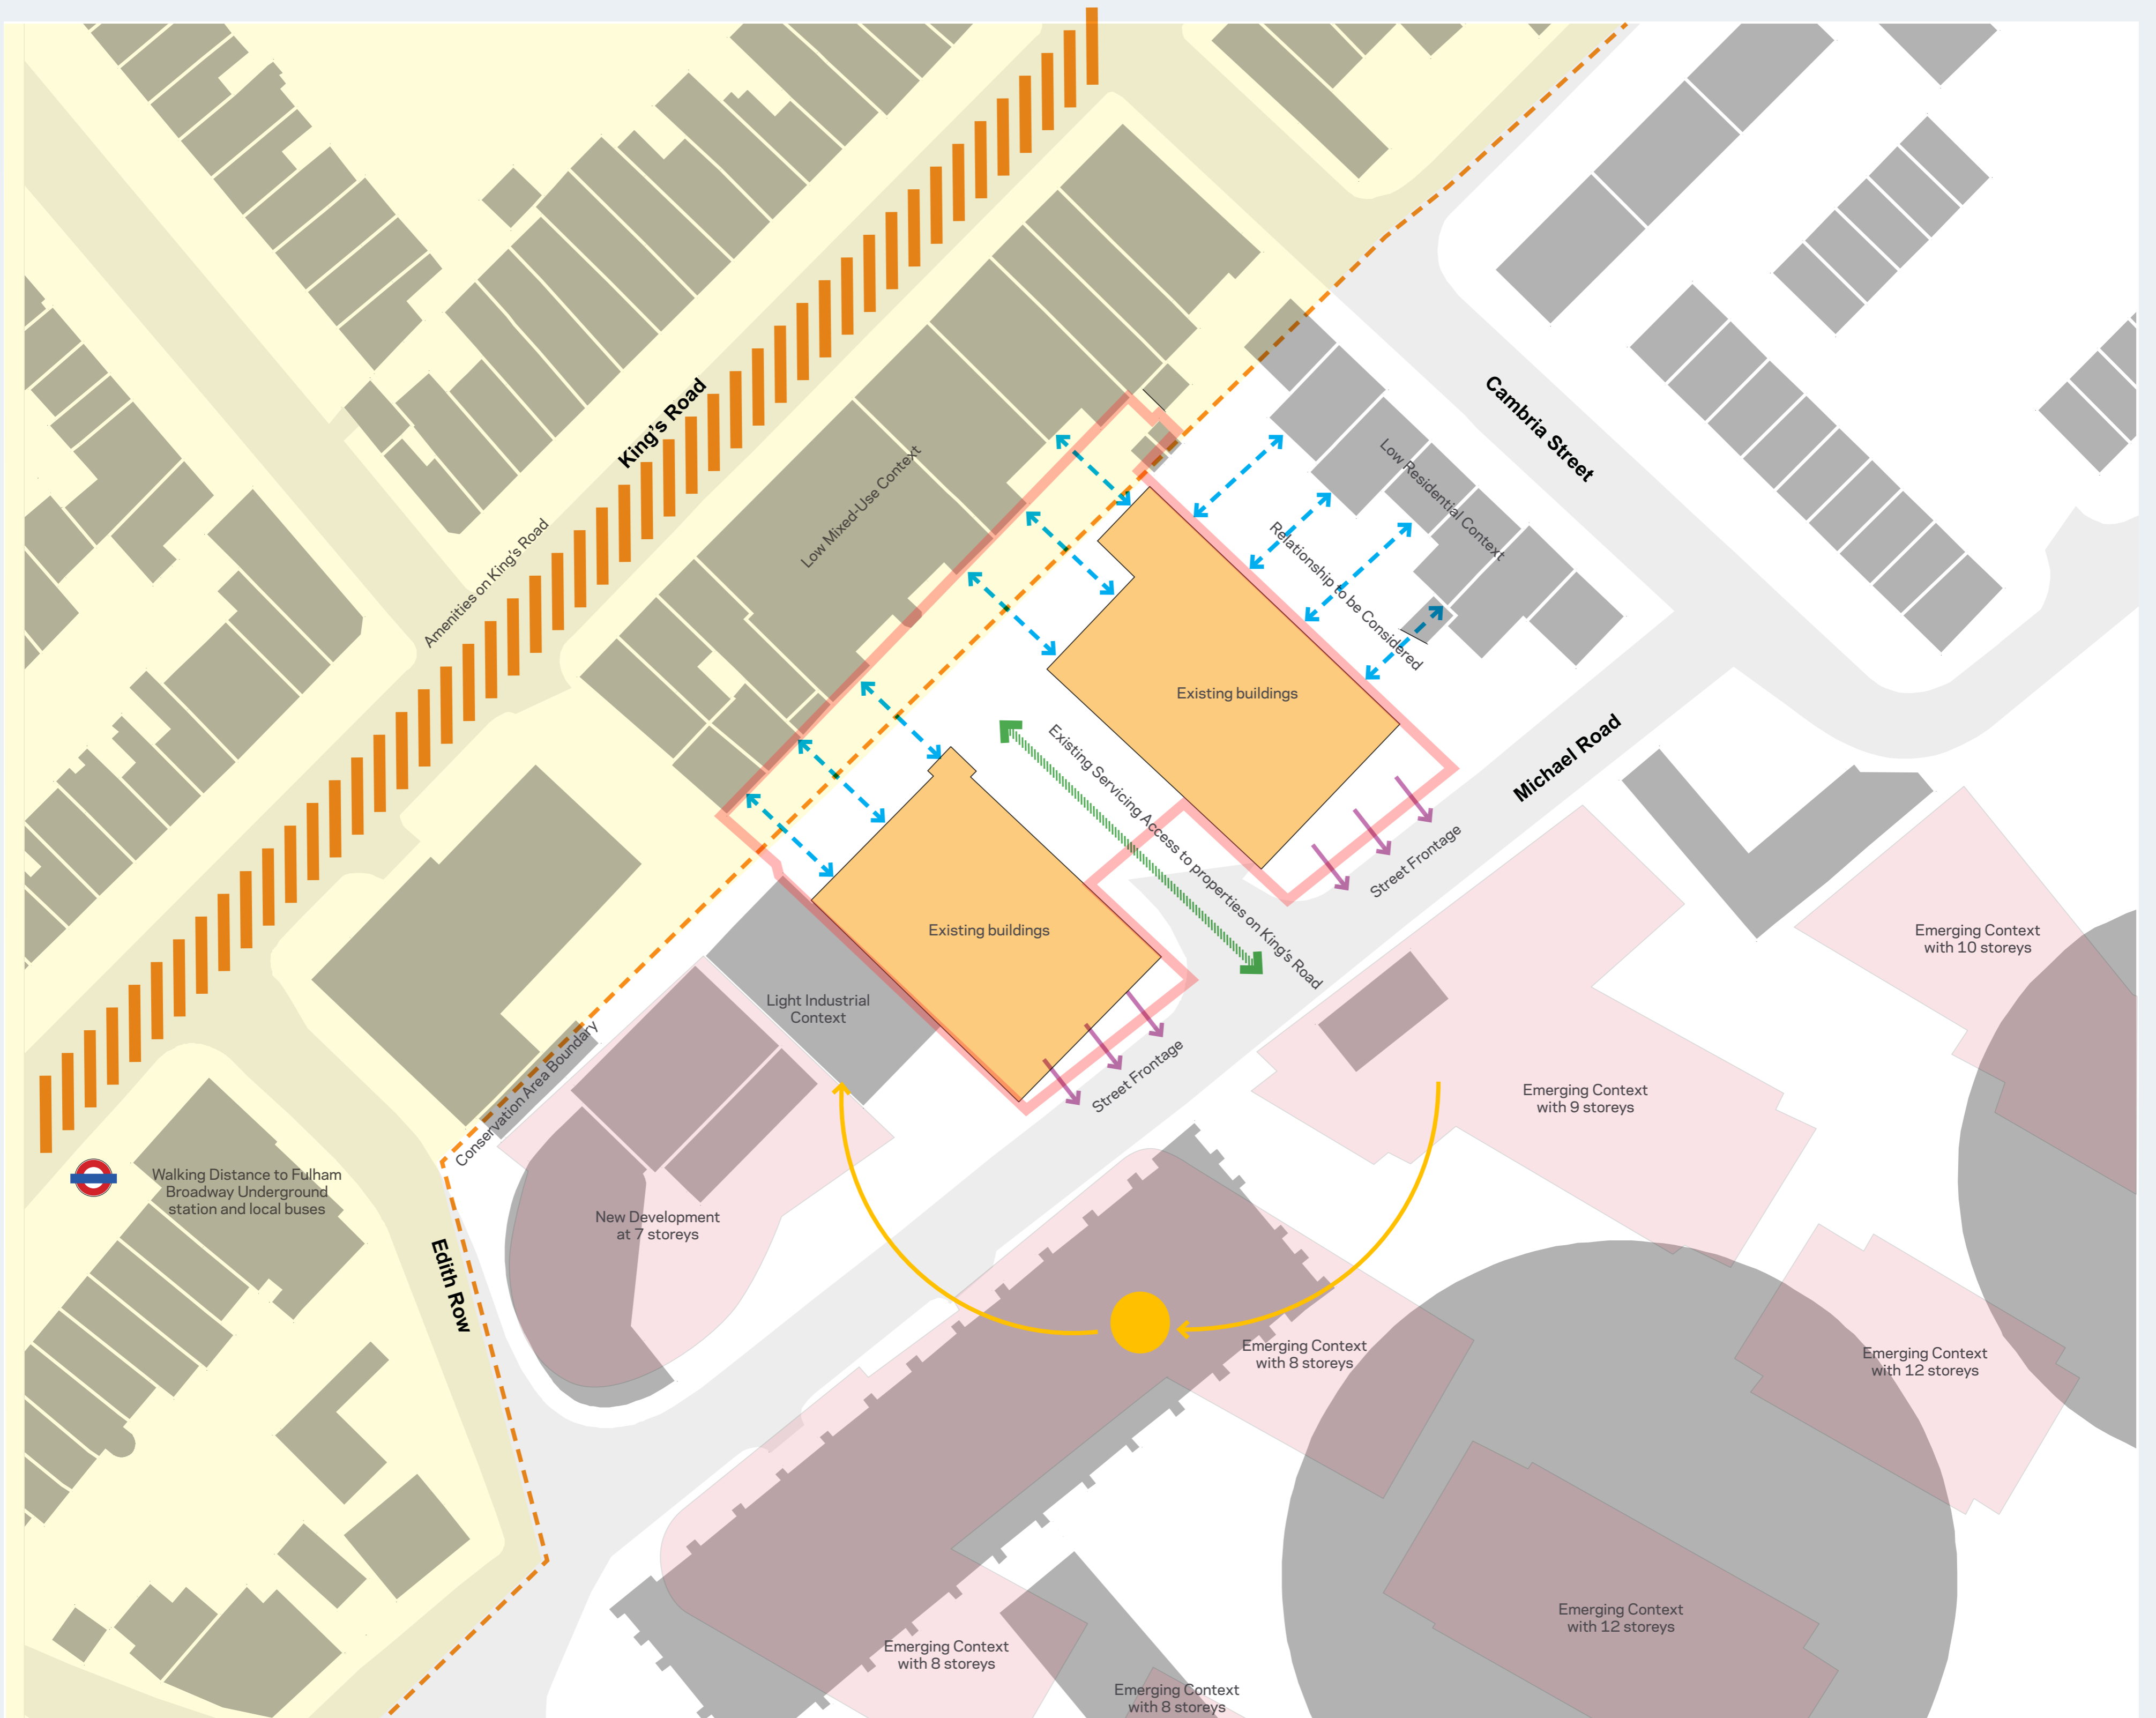 King's Road
Cambria Street
Low Mixed-Use Context
Low Residential Context
Amenities on King's Road
Relationship to be Considered
Existing buildings
Michael Road
Existing Servicing Access to properties on King's Road
Street Frontage
Existing buildings
Emerging Context
with 10 storeys
Light Industrial
Context
Conservation Area Boundary
Street Frontage
Emerging Context
with 9 storeys
Walking Distance to Fulham
Broadway Underground
station and local buses
New Development
at 7 storeys
Edith Row
Emerging Context
with 8 storeys
Emerging Context
with 12 storeys
Emerging Context
with 12 storeys
Emerging Context
with 8 storeys
Emerging Context
with 8 storeys